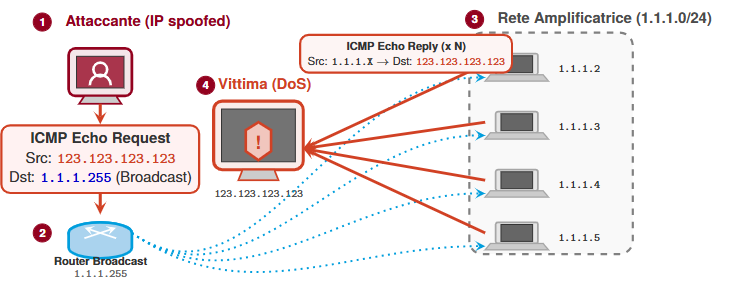 1 Attaccante (IP spoofed)
ICMP Echo Request
Src: 123.123.123.123
Dst: 1.1.1.255 (Broadcast)
2
Router Broadcast
1.1.1.255
3 Rete Amplificatrice (1.1.1.0/24)
ICMP Echo Reply (x N)
Src: 1.1.1.X → Dst: 123.123.123.123
1.1.1.2
1.1.1.3
1.1.1.4
1.1.1.5
4 Vittima (DoS)
!
123.123.123.123